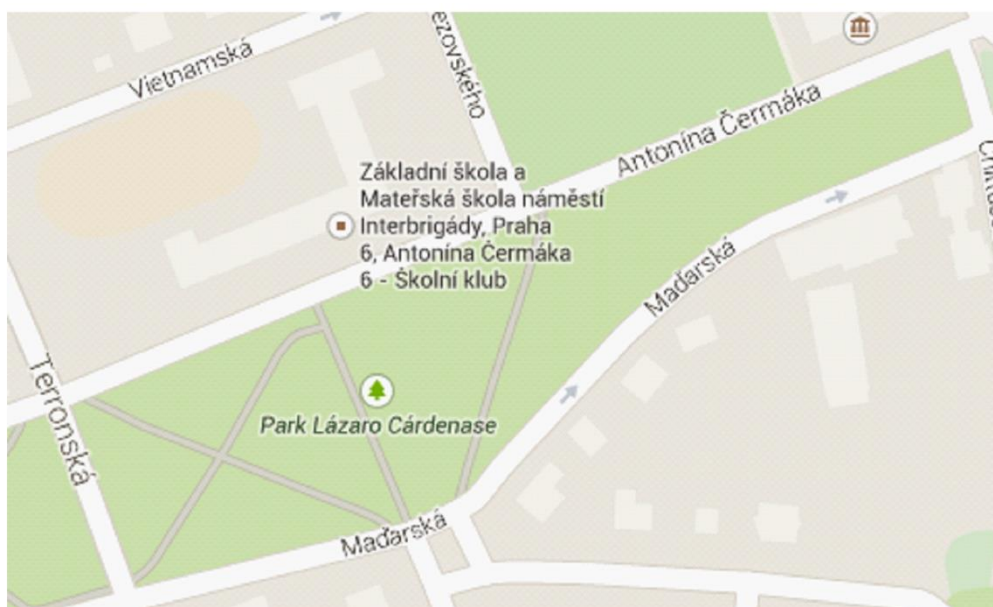 Vietnamská
ezovského
Antonína Čermáka
Základní škola a
Mateřská škola náměstí
Interbrigády, Praha
6, Antonína Čermáka
6 - Školní klub
Maďarská
Terronská
Park Lázaro Cárdenase
Maďarská